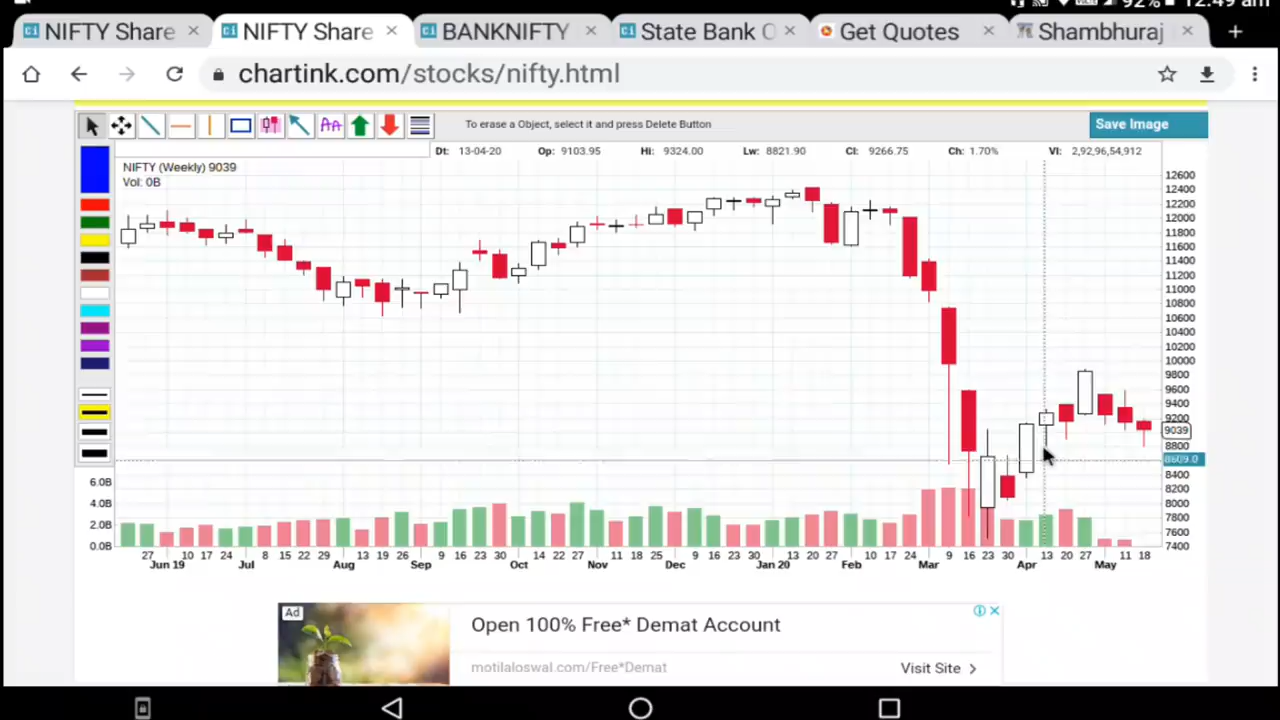 92% 12:49 am
NIFTY Share × NIFTY Share × BANKNIFTY × State Bank O × Get Quotes × Shambhuraj × +
chartink.com/stocks/nifty.html
To erase a Object, select it and press Delete Button
Save Image
Dt: 13-04-20 Op: 9103.95 Hi: 9324.00 Lw: 8821.90 Cl: 9266.75 Ch: 1.70% Vl: 2,92,96,54,912
NIFTY (Weekly) 9039
Vol: 0B
12600
12400
12200
12000
11800
11600
11400
11200
11000
10800
10600
10400
10200
10000
9800
9600
9400
9200
9039
8800
8609.0
8400
8200
8000
7800
7600
7400
6.0B
4.0B
2.0B
0.0B
27 10 17 24 8 15 22 29 13 19 26 9 16 23 30 14 22 27 11 18 25 9 16 23 30 13 20 27 10 17 24 9 16 23 30 13 20 27 11 18
Jun 19 Jul Aug Sep Oct Nov Dec Jan 20 Feb Mar Apr May
Ad
Open 100% Free* Demat Account
motilaloswal.com/Free*Demat
Visit Site